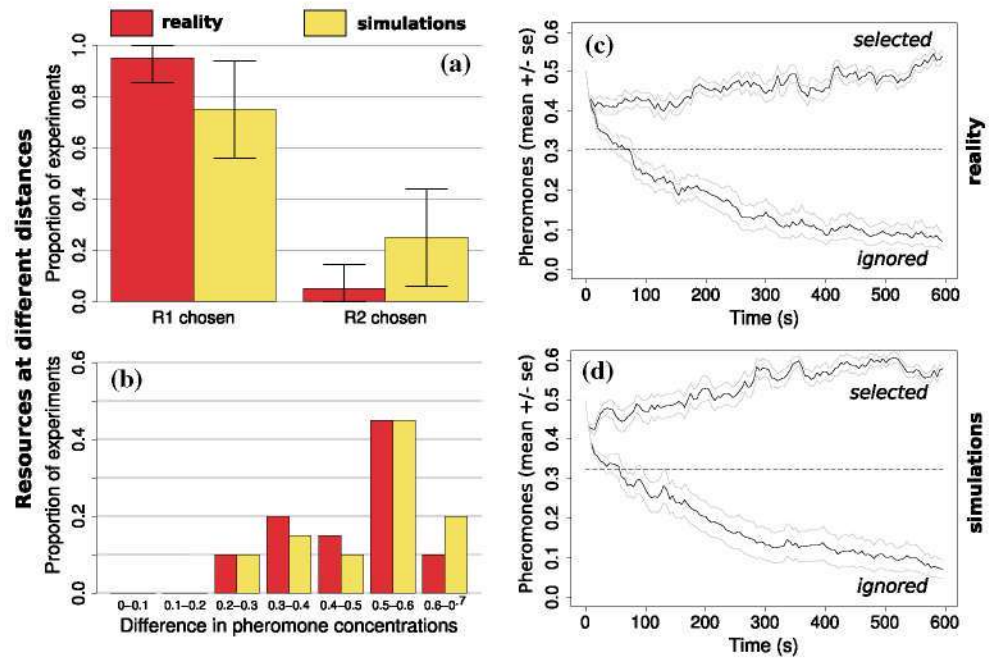 reality
simulations
Resources at different distances
(a)
Proportion of experiments
1.0
0.8
0.6
0.4
0.2
0.0
R1 chosen
R2 chosen
(b)
Proportion of experiments
0.6
0.4
0.2
0.0
0–0.1 0.1–0.2 0.2–0.3 0.3–0.4 0.4–0.5 0.5–0.6 0.6–0.7
Difference in pheromone concentrations
(c)
selected
ignored
Pheromones (mean +/- se)
0.6
0.5
0.4
0.3
0.2
0.1
0.0
0 100 200 300 400 500 600
Time (s)
reality
(d)
selected
ignored
Pheromones (mean +/- se)
0.6
0.5
0.4
0.3
0.2
0.1
0.0
0 100 200 300 400 500 600
Time (s)
simulations